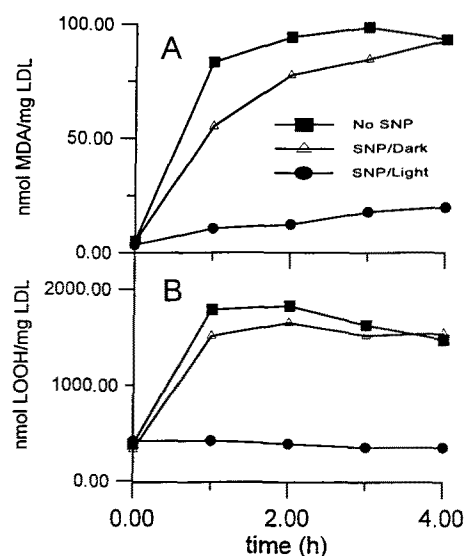 A
100.00
50.00
0.00
nmol MDA/mg LDL
No SNP
SNP/Dark
SNP/Light
B
2000.00
1000.00
0.00
nmol LOOH/mg LDL
0.00 2.00 4.00
time (h)